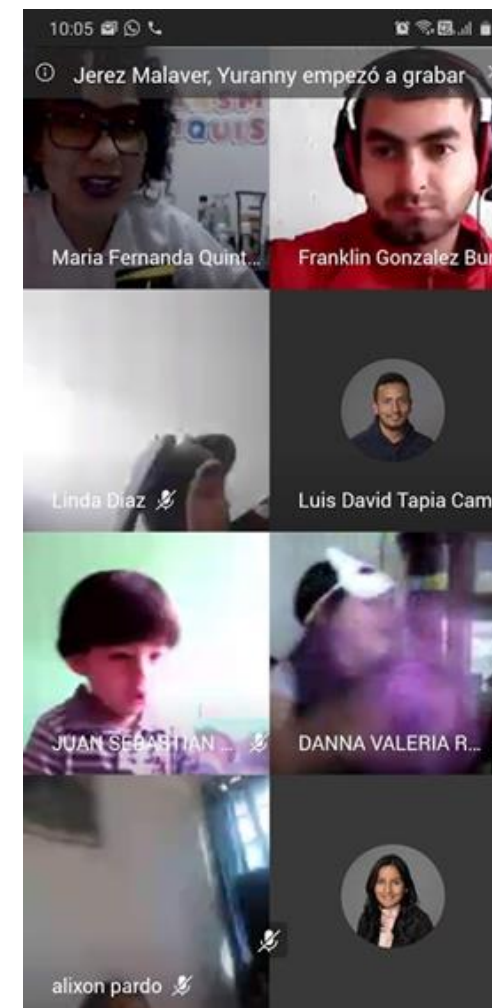 10:05
Jerez Malaver, Yuranny empezó a grabar
QUIS
Maria Fernanda Quint...
Franklin Gonzalez Bu
Linda Diaz
Luis David Tapia Cam
JUAN SEBASTIAN ...
DANNA VALERIA R...
alixon pardo